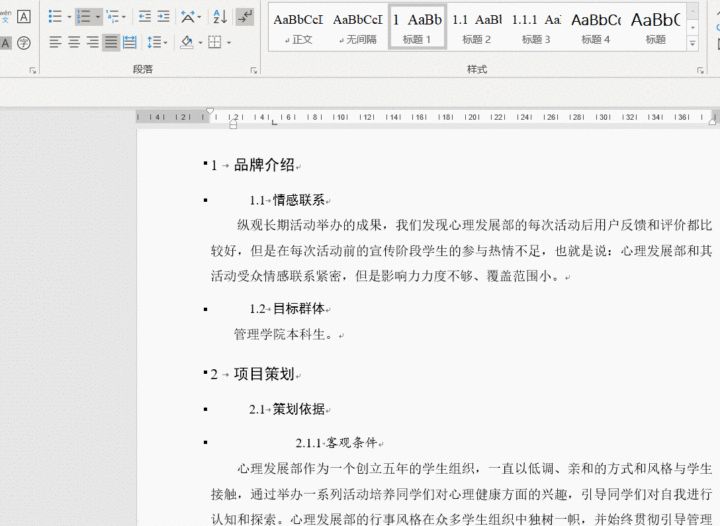 AaBbCcI AaBbCcI 1 AaBb 1.1 AaBl 1.1.1 Aa AaBbCc AaBbC
正文 无间隔 标题 1 标题 2 标题 3 标题 4 标题
段落 样式
1 品牌介绍
1.1 情感联系
纵观长期活动举办的成果，我们发现心理发展部的每次活动后用户反馈和评价都比
较好，但是在每次活动前的宣传阶段学生的参与热情不足，也就是说：心理发展部和其
活动受众情感联系紧密，但是影响力力度不够、覆盖范围小。
1.2 目标群体
管理学院本科生。
2 项目策划
2.1 策划依据
2.1.1 客观条件
心理发展部作为一个创立五年的学生组织，一直以低调、亲和的方式和风格与学生
接触，通过举办一系列活动培养同学们对心理健康方面的兴趣，引导同学们对自我进行
认知和探索。心理发展部的行事风格在众多学生组织中独树一帜，并始终贯彻引导管理